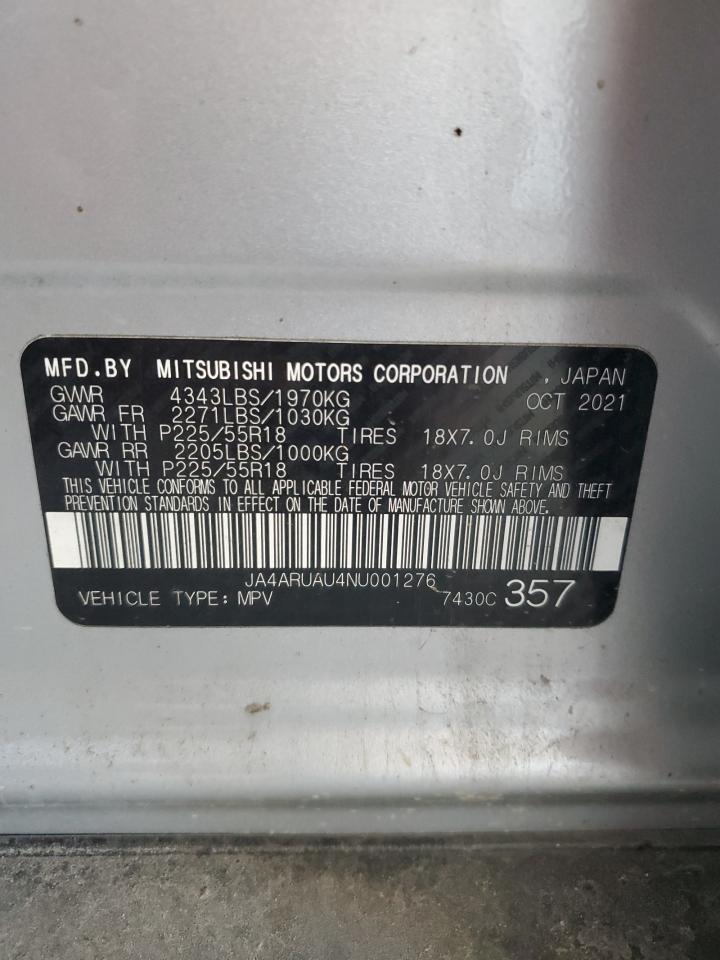 MFD.BY MITSUBISHI MOTORS CORPORATION , JAPAN
GVWR 4343LBS/1970KG OCT 2021
GAWR FR 2271LBS/1030KG
WITH P225/55R18 TIRES 18X7.0J RIMS
GAWR RR 2205LBS/1000KG
WITH P225/55R18 TIRES 18X7.0J RIMS
THIS VEHICLE CONFORMS TO ALL APPLICABLE FEDERAL MOTOR VEHICLE SAFETY AND THEFT
PREVENTION STANDARDS IN EFFECT ON THE DATE OF MANUFACTURE SHOWN ABOVE.
JA4ARUAU4NU001276
VEHICLE TYPE: MPV 7430C 357